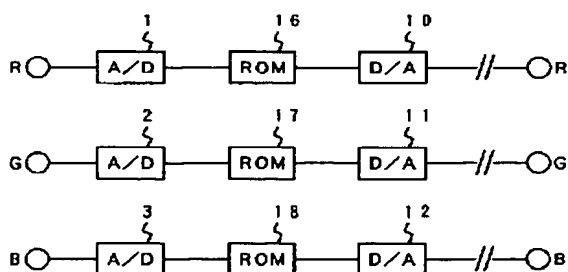 1 16 10
R A/D ROM D/A R
2 17 11
G A/D ROM D/A G
3 18 12
B A/D ROM D/A B